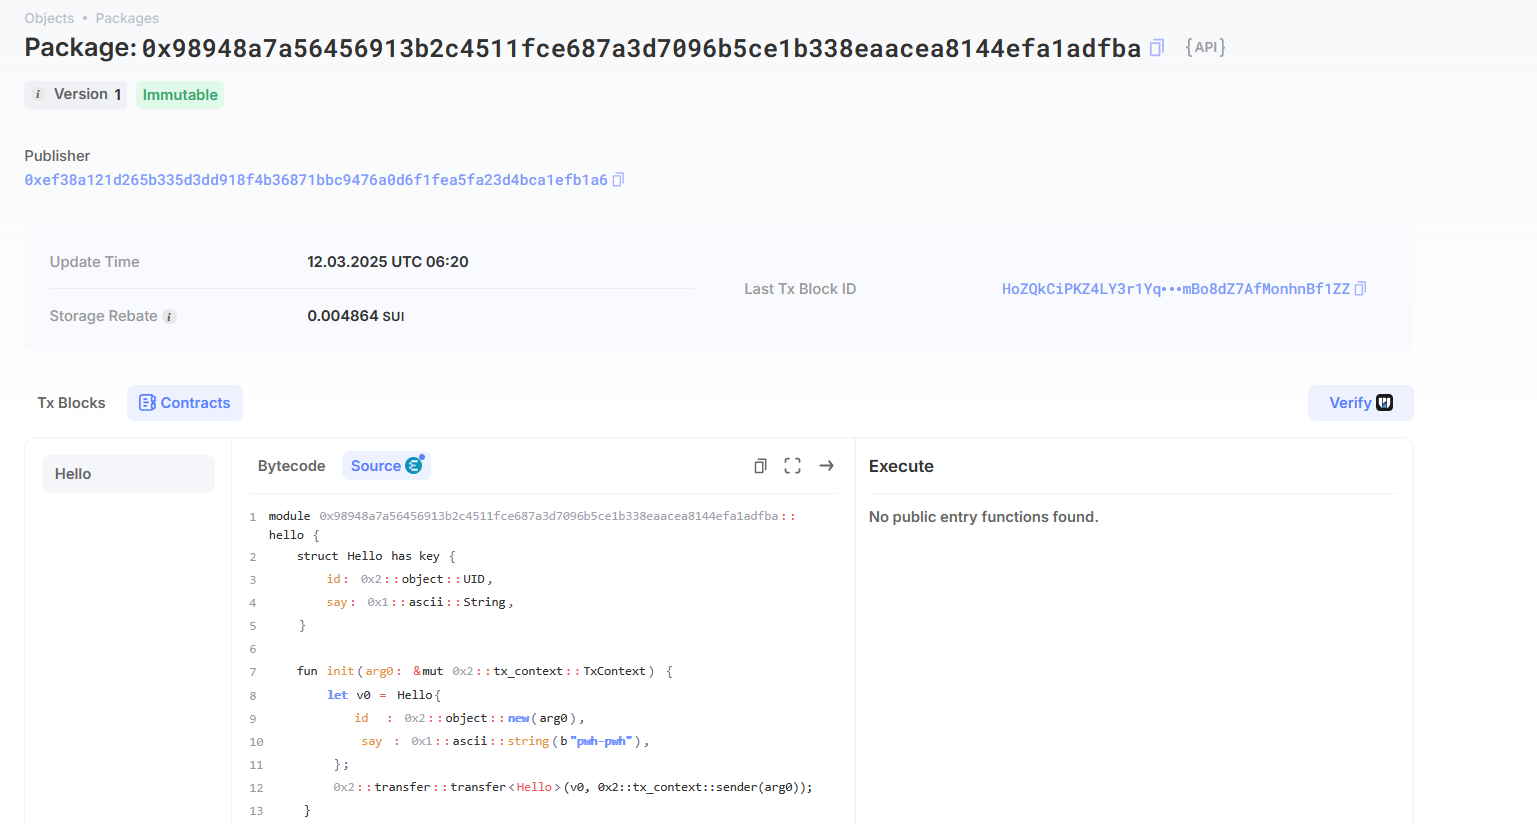 Objects • Packages
Package: 0x98948a7a56456913b2c4511fce687a3d7096b5ce1b338eaacea8144efa1adfba {API}
i Version 1 Immutable
Publisher
0xef38a121d265b335d3dd918f4b36871bbc9476a0d6f1fea5fa23d4bca1efb1a6
Update Time 12.03.2025 UTC 06:20
Last Tx Block ID HoZQkCiPKZ4LY3r1Yq•••mBo8dZ7AfMonhnBf1ZZ
Storage Rebate i 0.004864 SUI
Tx Blocks Contracts Verify
Hello
Bytecode Source
Execute
No public entry functions found.
1 module 0x98948a7a56456913b2c4511fce687a3d7096b5ce1b338eaacea8144efa1adfba::
hello {
2 struct Hello has key {
3 id: 0x2::object::UID,
4 say: 0x1::ascii::String,
5 }
6
7 fun init(arg0: &mut 0x2::tx_context::TxContext) {
8 let v0 = Hello{
9 id : 0x2::object::new(arg0),
10 say : 0x1::ascii::string(b"pwh-pwh"),
11 };
12 0x2::transfer::transfer<Hello>(v0, 0x2::tx_context::sender(arg0));
13 }